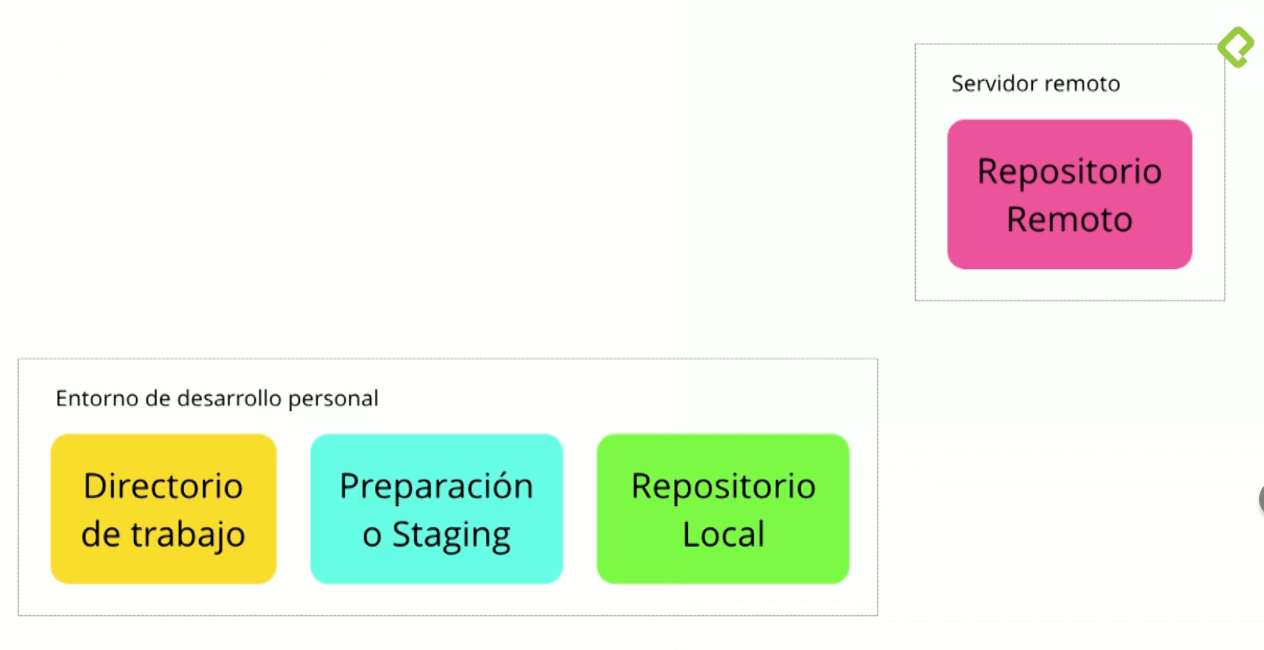 Servidor remoto
Repositorio
Remoto
Entorno de desarrollo personal
Directorio
de trabajo
Preparación
o Staging
Repositorio
Local